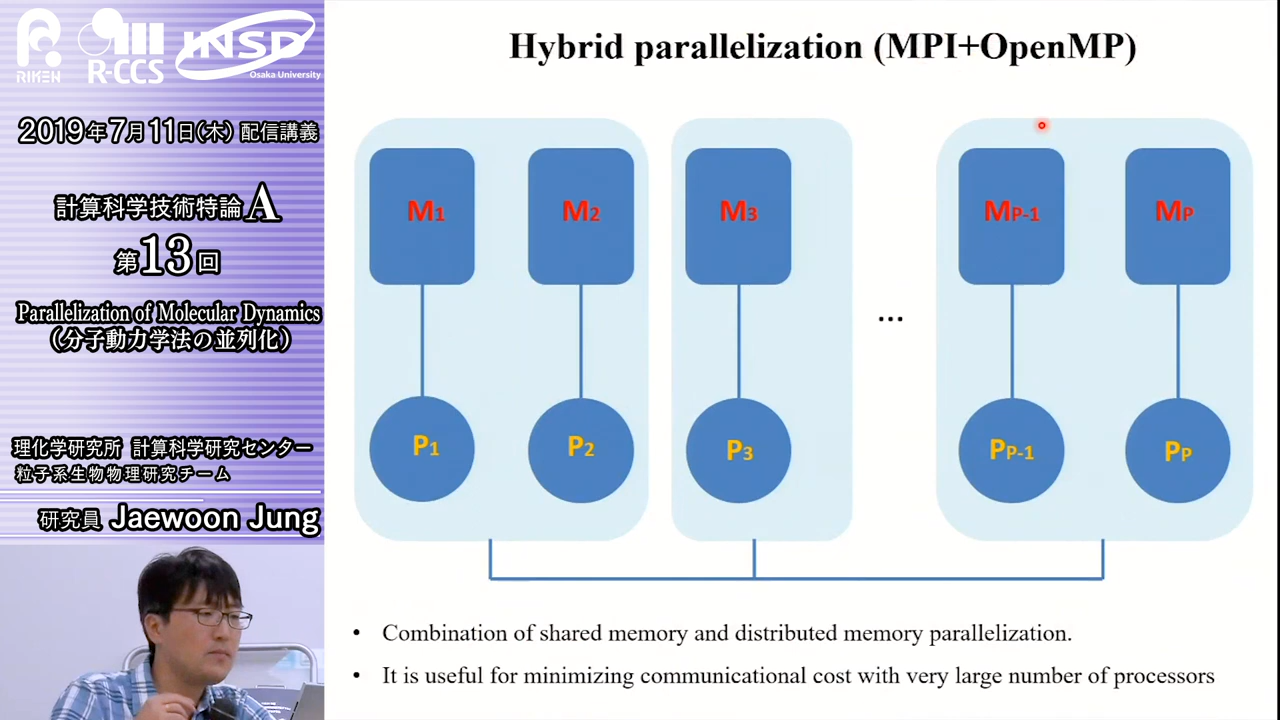 RIKEN
R-CCS
INSD
Osaka University
2019年7月11日(木) 配信講義
計算科学技術特論A
第13回
Parallelization of Molecular Dynamics
(分子動力学法の並列化)
理化学研究所 計算科学研究センター
粒子系生物物理研究チーム
研究員 Jaewoon Jung
Hybrid parallelization (MPI+OpenMP)
M1 M2 M3 MP-1 MP
...
P1 P2 P3 PP-1 PP
• Combination of shared memory and distributed memory parallelization.
• It is useful for minimizing communicational cost with very large number of processors